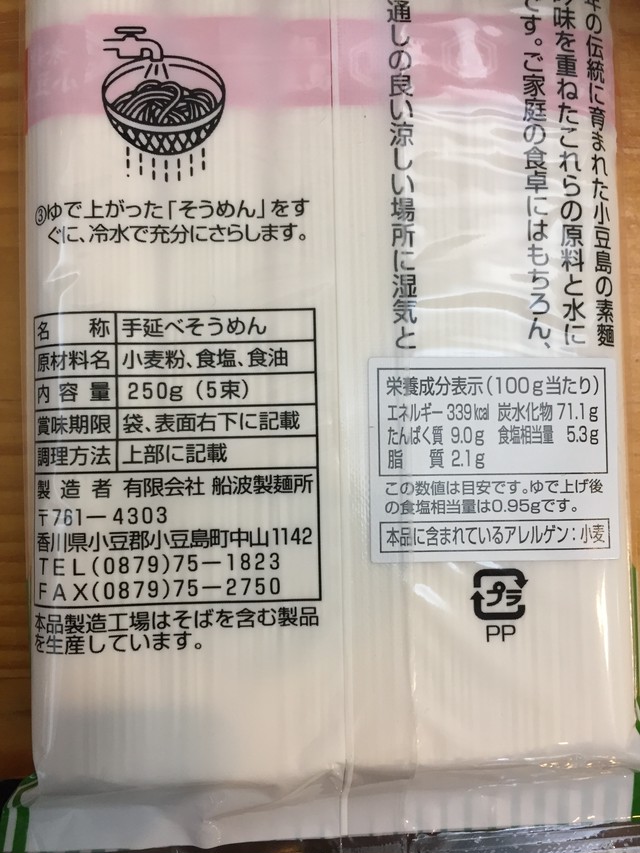 年の伝統に育まれた小豆島の素麺
味を重ねたこれらの原料と水に
です。ご家庭の食卓にはもちろん、
通しの良い涼しい場所に湿気と
③ゆで上がった「そうめん」をす
ぐに、冷水で充分にさらします。
名称 手延べそうめん
原材料名 小麦粉、食塩、食油
内容量 250g(5束)
賞味期限 袋、表面右下に記載
調理方法 上部に記載
製造者 有限会社 船波製麺所
〒761-4303
香川県小豆郡小豆島町中山1142
TEL(0879)75-1823
FAX(0879)75-2750
本品製造工場はそばを含む製品
を生産しています。
栄養成分表示(100g当たり)
エネルギー 339kcal 炭水化物 71.1g
たんぱく質 9.0g 食塩相当量 5.3g
脂質 2.1g
この数値は目安です。ゆで上げ後
の食塩相当量は0.95gです。
本品に含まれているアレルゲン:小麦
プラ
PP